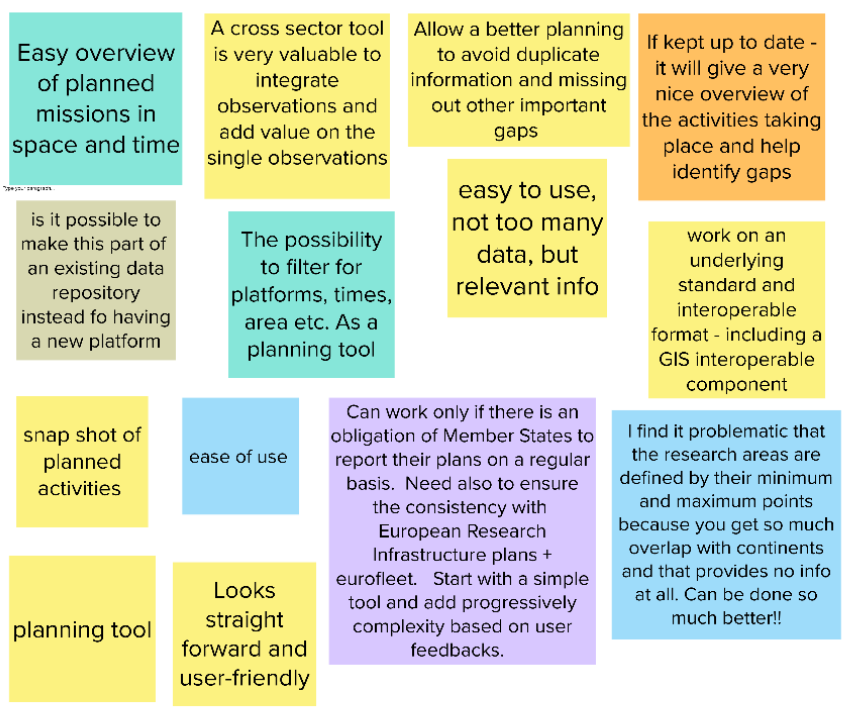 Easy overview
of planned
missions in
space and time
A cross sector tool
is very valuable to
integrate
observations and
add value on the
single observations
Allow a better planning
to avoid duplicate
information and missing
out other important
gaps
If kept up to date -
it will give a very
nice overview of
the activities taking
place and help
identify gaps
Type your paragraph...
is it possible to
make this part of
an existing data
repository
instead fo having
a new platform
The possibility
to filter for
platforms, times,
area etc. As a
planning tool
easy to use,
not too many
data, but
relevant info
work on an
underlying
standard and
interoperable
format - including a
GIS interoperable
component
snap shot of
planned
activities
ease of use
Can work only if there is an
obligation of Member States to
report their plans on a regular
basis. Need also to ensure
the consistency with
European Research
Infrastructure plans +
eurofleet. Start with a simple
tool and add progressively
complexity based on user
feedbacks.
I find it problematic that
the research areas are
defined by their minimum
and maximum points
because you get so much
overlap with continents
and that provides no info
at all. Can be done so
much better!!
planning tool
Looks
straight
forward and
user-friendly